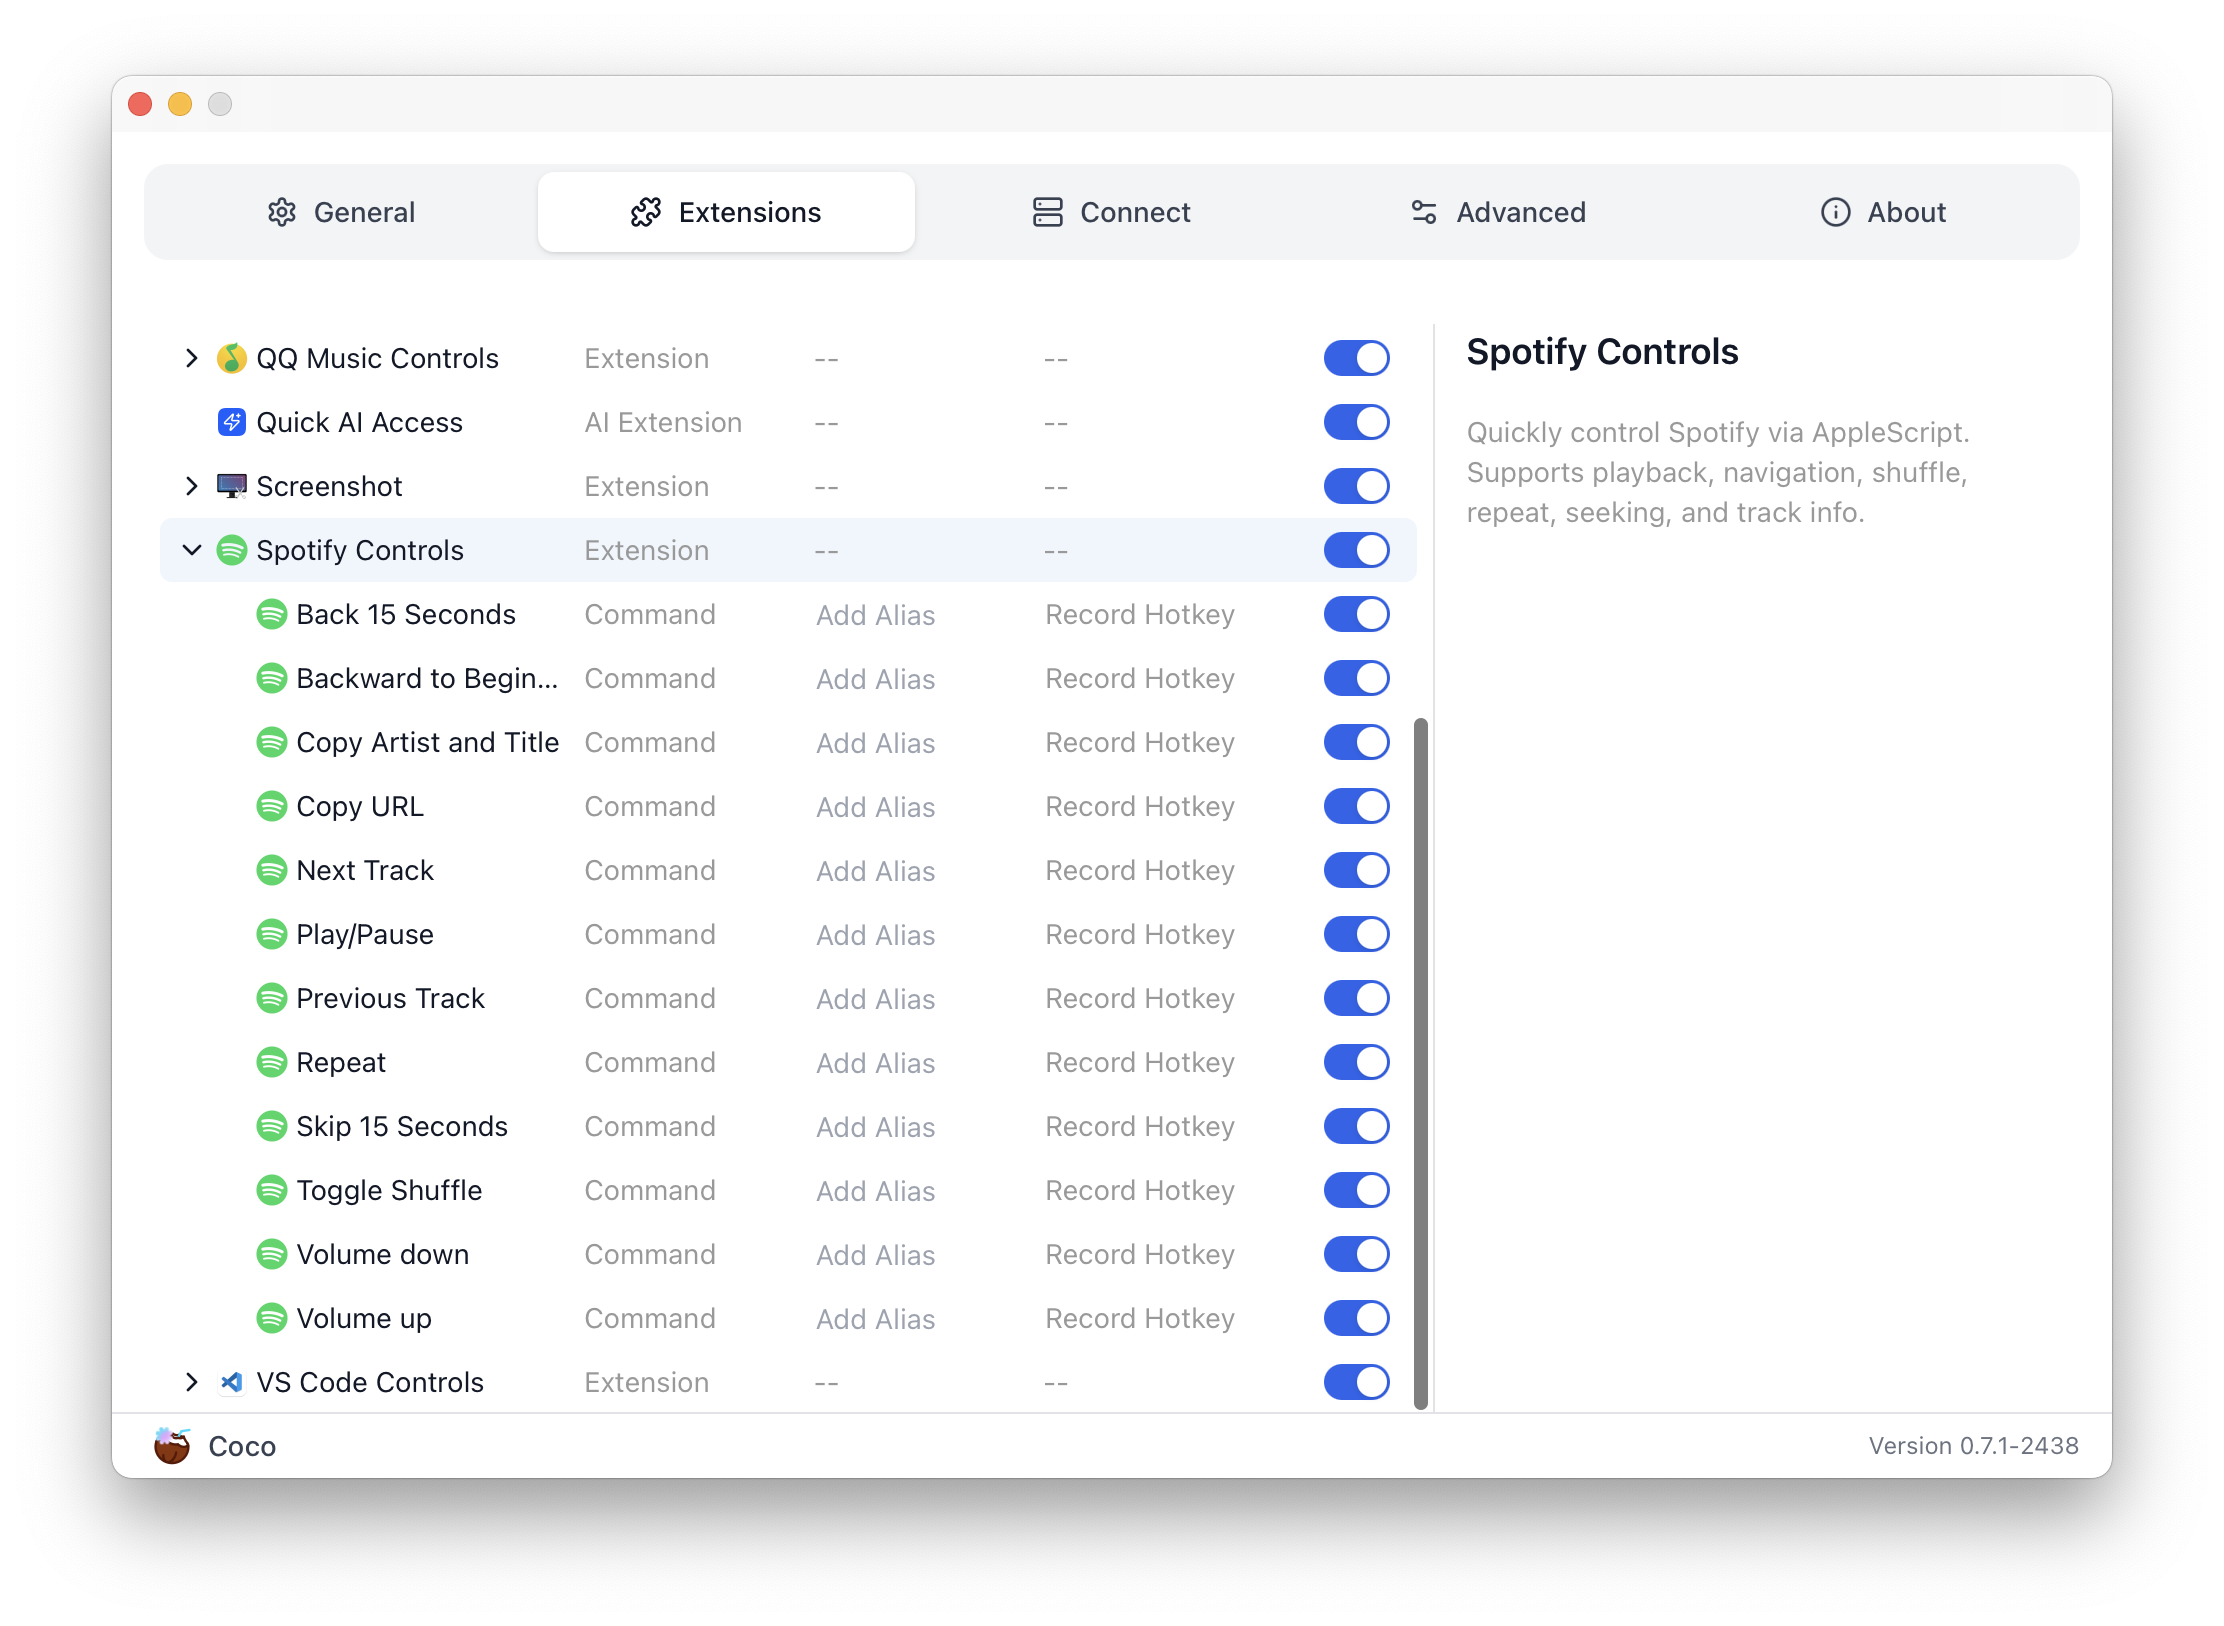 General Extensions Connect Advanced About
QQ Music Controls Extension -- --
Quick AI Access AI Extension -- --
Screenshot Extension -- --
Spotify Controls Extension -- --
Back 15 Seconds Command Add Alias Record Hotkey
Backward to Begin... Command Add Alias Record Hotkey
Copy Artist and Title Command Add Alias Record Hotkey
Copy URL Command Add Alias Record Hotkey
Next Track Command Add Alias Record Hotkey
Play/Pause Command Add Alias Record Hotkey
Previous Track Command Add Alias Record Hotkey
Repeat Command Add Alias Record Hotkey
Skip 15 Seconds Command Add Alias Record Hotkey
Toggle Shuffle Command Add Alias Record Hotkey
Volume down Command Add Alias Record Hotkey
Volume up Command Add Alias Record Hotkey
VS Code Controls Extension -- --
Spotify Controls
Quickly control Spotify via AppleScript.
Supports playback, navigation, shuffle,
repeat, seeking, and track info.
Coco
Version 0.7.1-2438